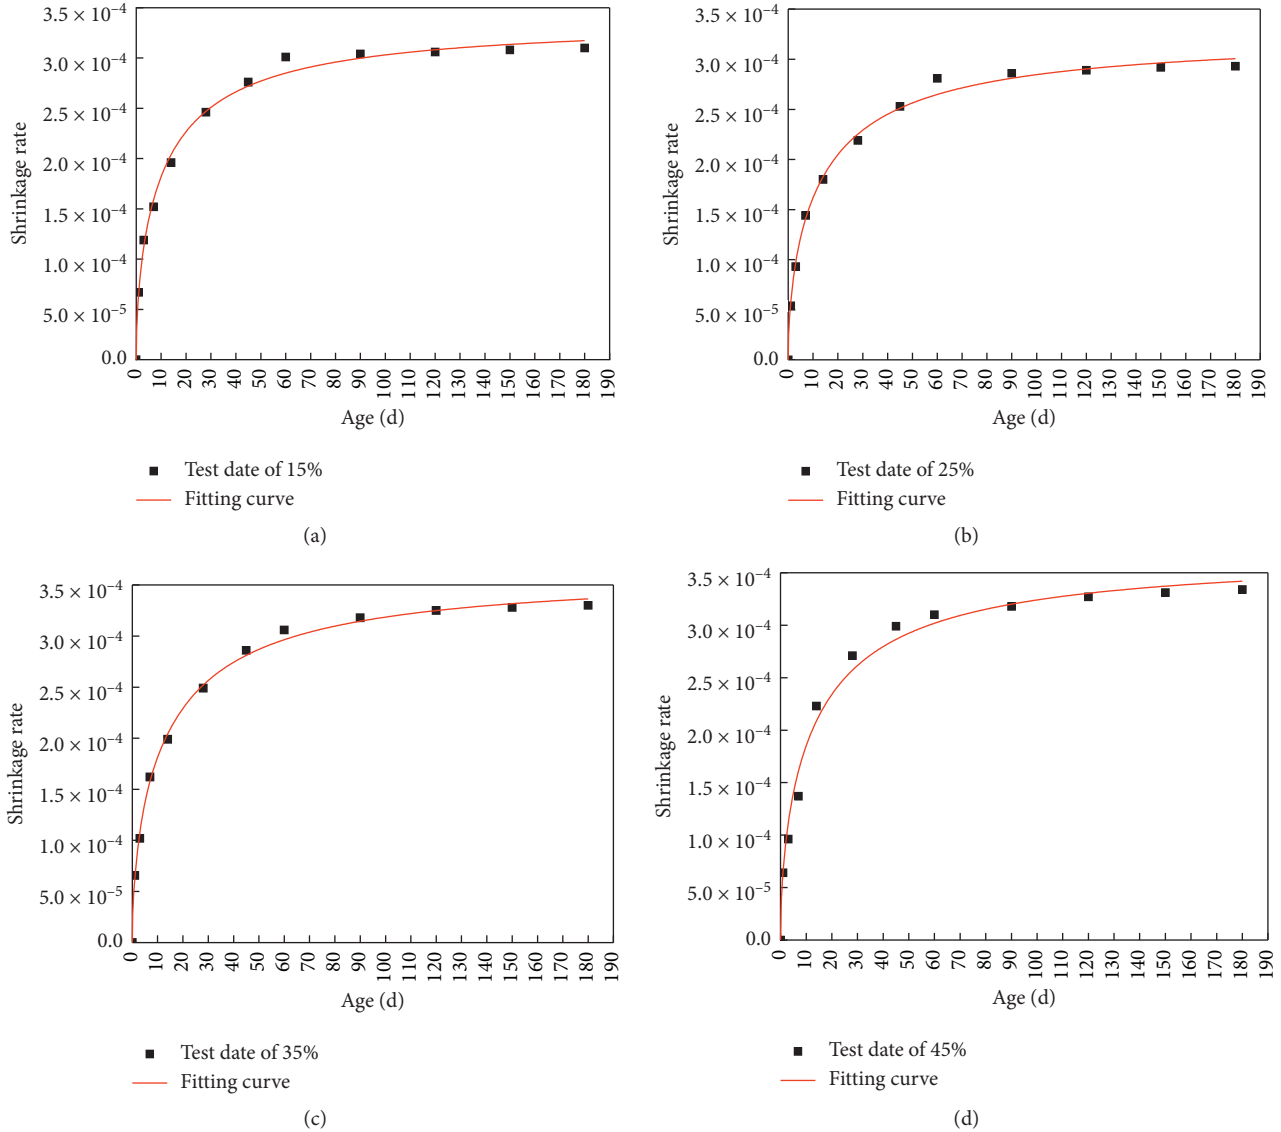 3.5 × 10⁻⁴
3.0 × 10⁻⁴
2.5 × 10⁻⁴
2.0 × 10⁻⁴
1.5 × 10⁻⁴
1.0 × 10⁻⁴
5.0 × 10⁻⁵
0.0
Shrinkage rate
0 10 20 30 40 50 60 70 80 90 100 110 120 130 140 150 160 170 180 190
Age (d)
Test date of 15%
Fitting curve
(a)
3.5 × 10⁻⁴
3.0 × 10⁻⁴
2.5 × 10⁻⁴
2.0 × 10⁻⁴
1.5 × 10⁻⁴
1.0 × 10⁻⁴
5.0 × 10⁻⁵
0.0
Shrinkage rate
0 10 20 30 40 50 60 70 80 90 100 110 120 130 140 150 160 170 180 190
Age (d)
Test date of 25%
Fitting curve
(b)
3.5 × 10⁻⁴
3.0 × 10⁻⁴
2.5 × 10⁻⁴
2.0 × 10⁻⁴
1.5 × 10⁻⁴
1.0 × 10⁻⁴
5.0 × 10⁻⁵
0.0
Shrinkage rate
0 10 20 30 40 50 60 70 80 90 100 110 120 130 140 150 160 170 180 190
Age (d)
Test date of 35%
Fitting curve
(c)
3.5 × 10⁻⁴
3.0 × 10⁻⁴
2.5 × 10⁻⁴
2.0 × 10⁻⁴
1.5 × 10⁻⁴
1.0 × 10⁻⁴
5.0 × 10⁻⁵
0.0
Shrinkage rate
0 10 20 30 40 50 60 70 80 90 100 110 120 130 140 150 160 170 180 190
Age (d)
Test date of 45%
Fitting curve
(d)